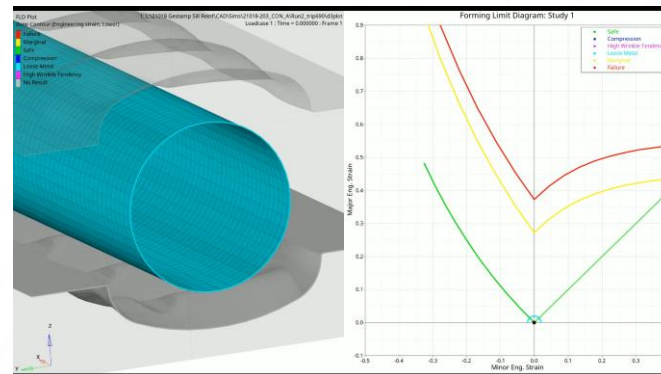 FLD Plot
Zone Contour (Engineering strain, Lower)
Failure
Marginal
Safe
Compression
Loose Metal
High Wrinkle Tendency
No Result
Loadcase 1 : Time = 0.000000 : Frame 1
Z
X
Y
Forming Limit Diagram: Study 1
Safe
Compression
High Wrinkle Tendency
Loose Metal
Marginal
Failure
Major Eng. Strain
0.9
0.8
0.7
0.6
0.5
0.4
0.3
0.2
0.1
0.0
-0.1
-0.5
-0.4
-0.3
-0.2
-0.1
0.0
0.1
0.2
0.3
Minor Eng. Strain